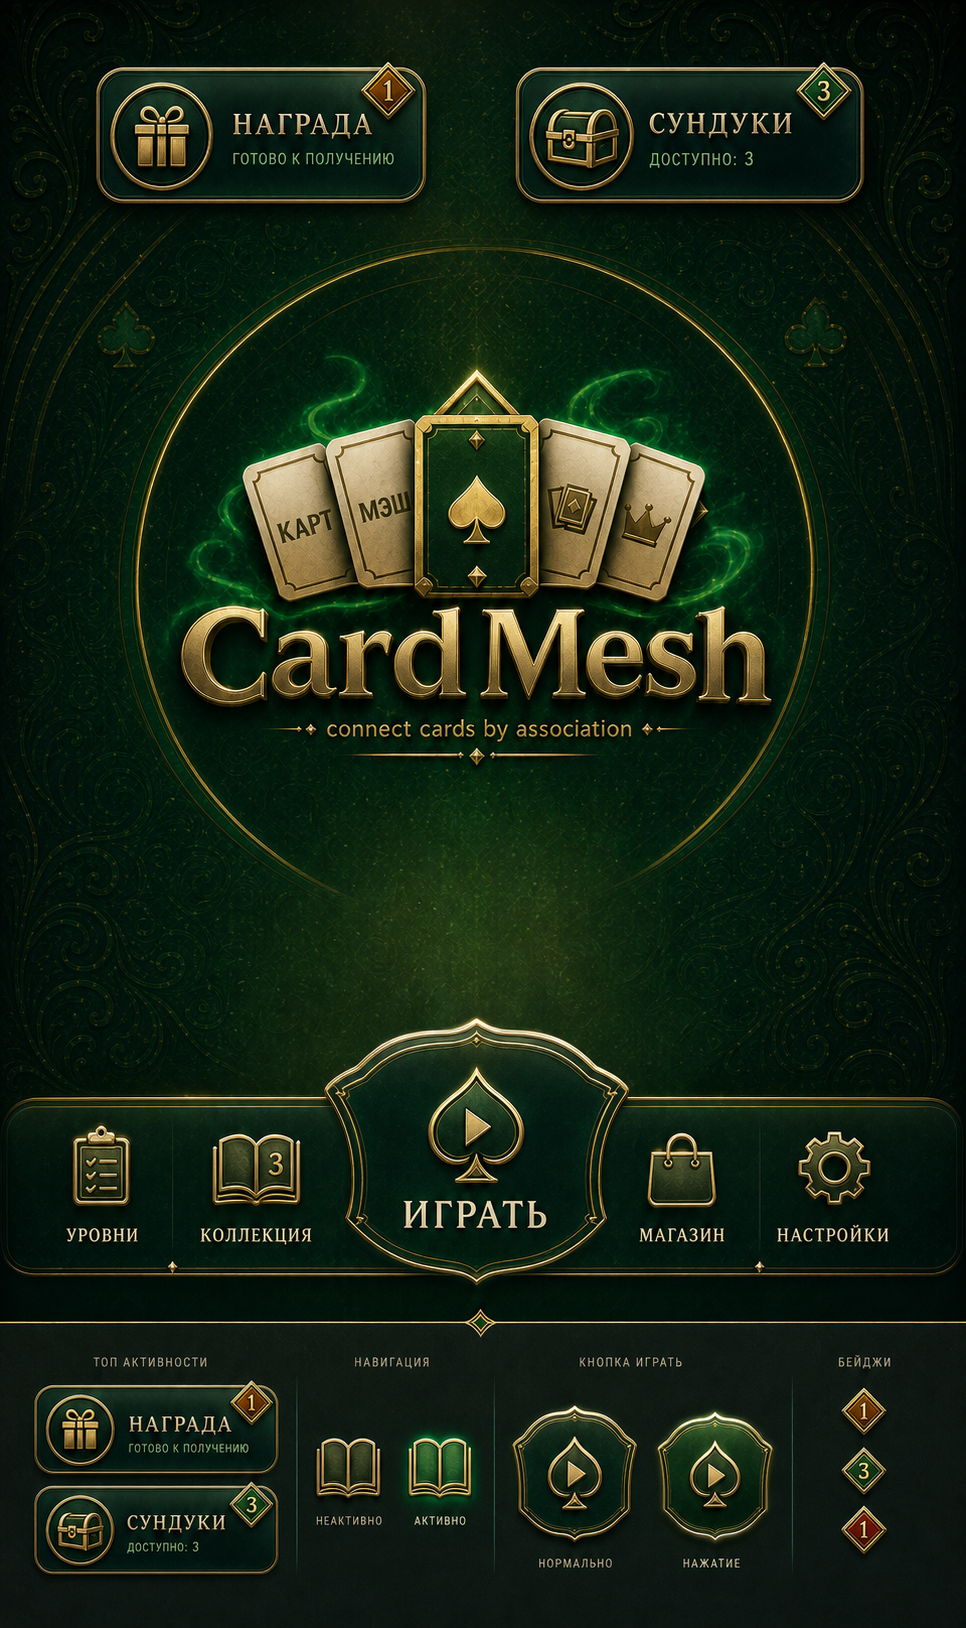 НАГРАДА
1
ГОТОВО К ПОЛУЧЕНИЮ
СУНДУКИ
3
ДОСТУПНО: 3
КАРТ
МЭШ
CardMesh
connect cards by association
3
ИГРАТЬ
УРОВНИ
КОЛЛЕКЦИЯ
МАГАЗИН
НАСТРОЙКИ
ТОП АКТИВНОСТИ
НАВИГАЦИЯ
КНОПКА ИГРАТЬ
БЕЙДЖИ
НАГРАДА
1
ГОТОВО К ПОЛУЧЕНИЮ
СУНДУКИ
3
ДОСТУПНО: 3
НЕАКТИВНО
АКТИВНО
НОРМАЛЬНО
НАЖАТИЕ
1
3
1